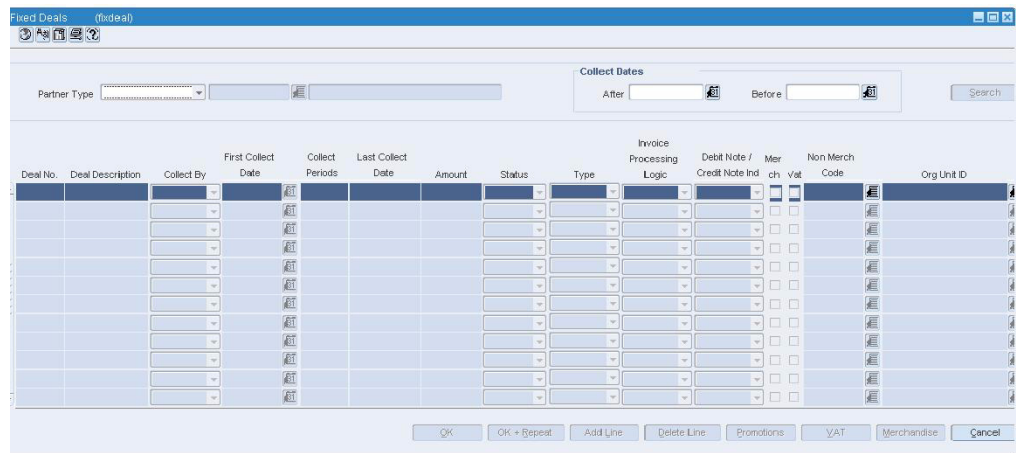 Fixed Deals (fixdeal)
Collect Dates
Partner Type After Before Search
Deal No. Deal Description Collect By First Collect Date Collect Periods Last Collect Date Amount Status Type Invoice Processing Logic Debit Note / Credit Note Ind Mer ch Vat Non Merch Code Org Unit ID
OK OK + Repeat Add Line Delete Line Promotions VAT Merchandise Cancel